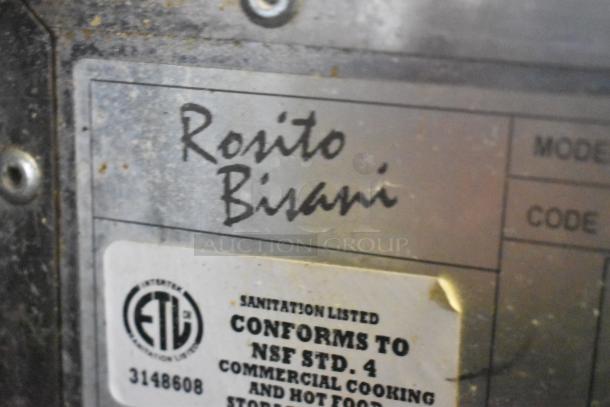 Rosito
Bisani
MODE
CODE
AUCTION GROUP
INTERTEK
ETL
SANITATION LISTED
3148608
SANITATION LISTED
CONFORMS TO
NSF STD. 4
COMMERCIAL COOKING
AND HOT FOOD